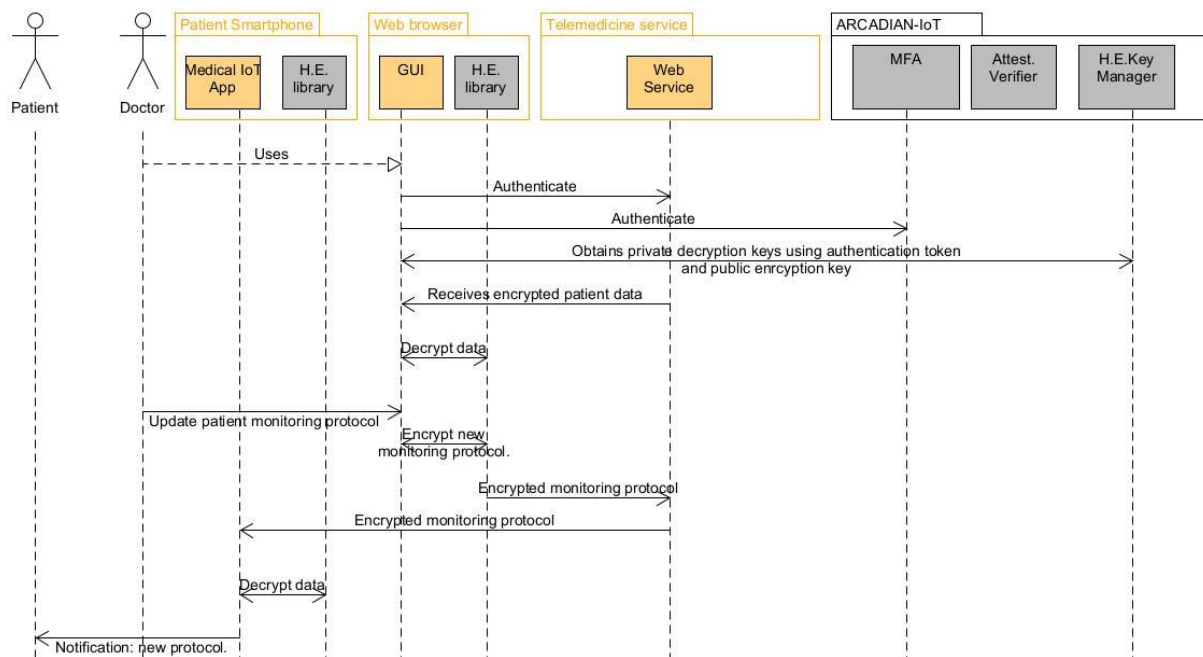 Patient Smartphone
Web browser
Telemedicine service
ARCADIAN-IoT
Medical IoT
App
H.E.
library
GUI
H.E.
library
Web
Service
MFA
Attest.
Verifier
H.E.Key
Manager
Patient
Doctor
Uses
Authenticate
Authenticate
Obtains private decryption keys using authentication token
and public enrcyption key
Receives encrypted patient data
Decrypt data
Update patient monitoring protocol
Encrypt new
monitoring protocol.
Encrypted monitoring protocol
Encrypted monitoring protocol
Decrypt data
Notification: new protocol.